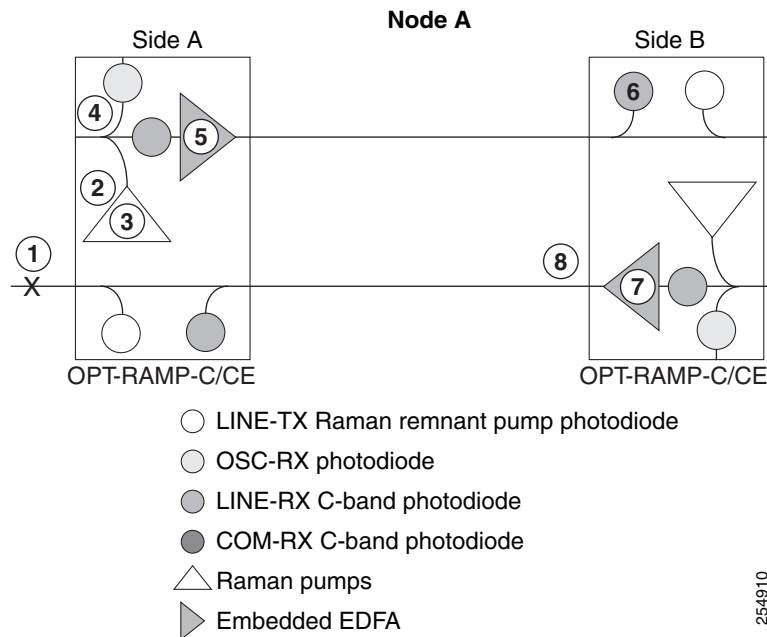 Node A
Side A
Side B
4
5
6
2
3
1
X
8
7
OPT-RAMP-C/CE
OPT-RAMP-C/CE
LINE-TX Raman remnant pump photodiode
OSC-RX photodiode
LINE-RX C-band photodiode
COM-RX C-band photodiode
Raman pumps
Embedded EDFA
254910